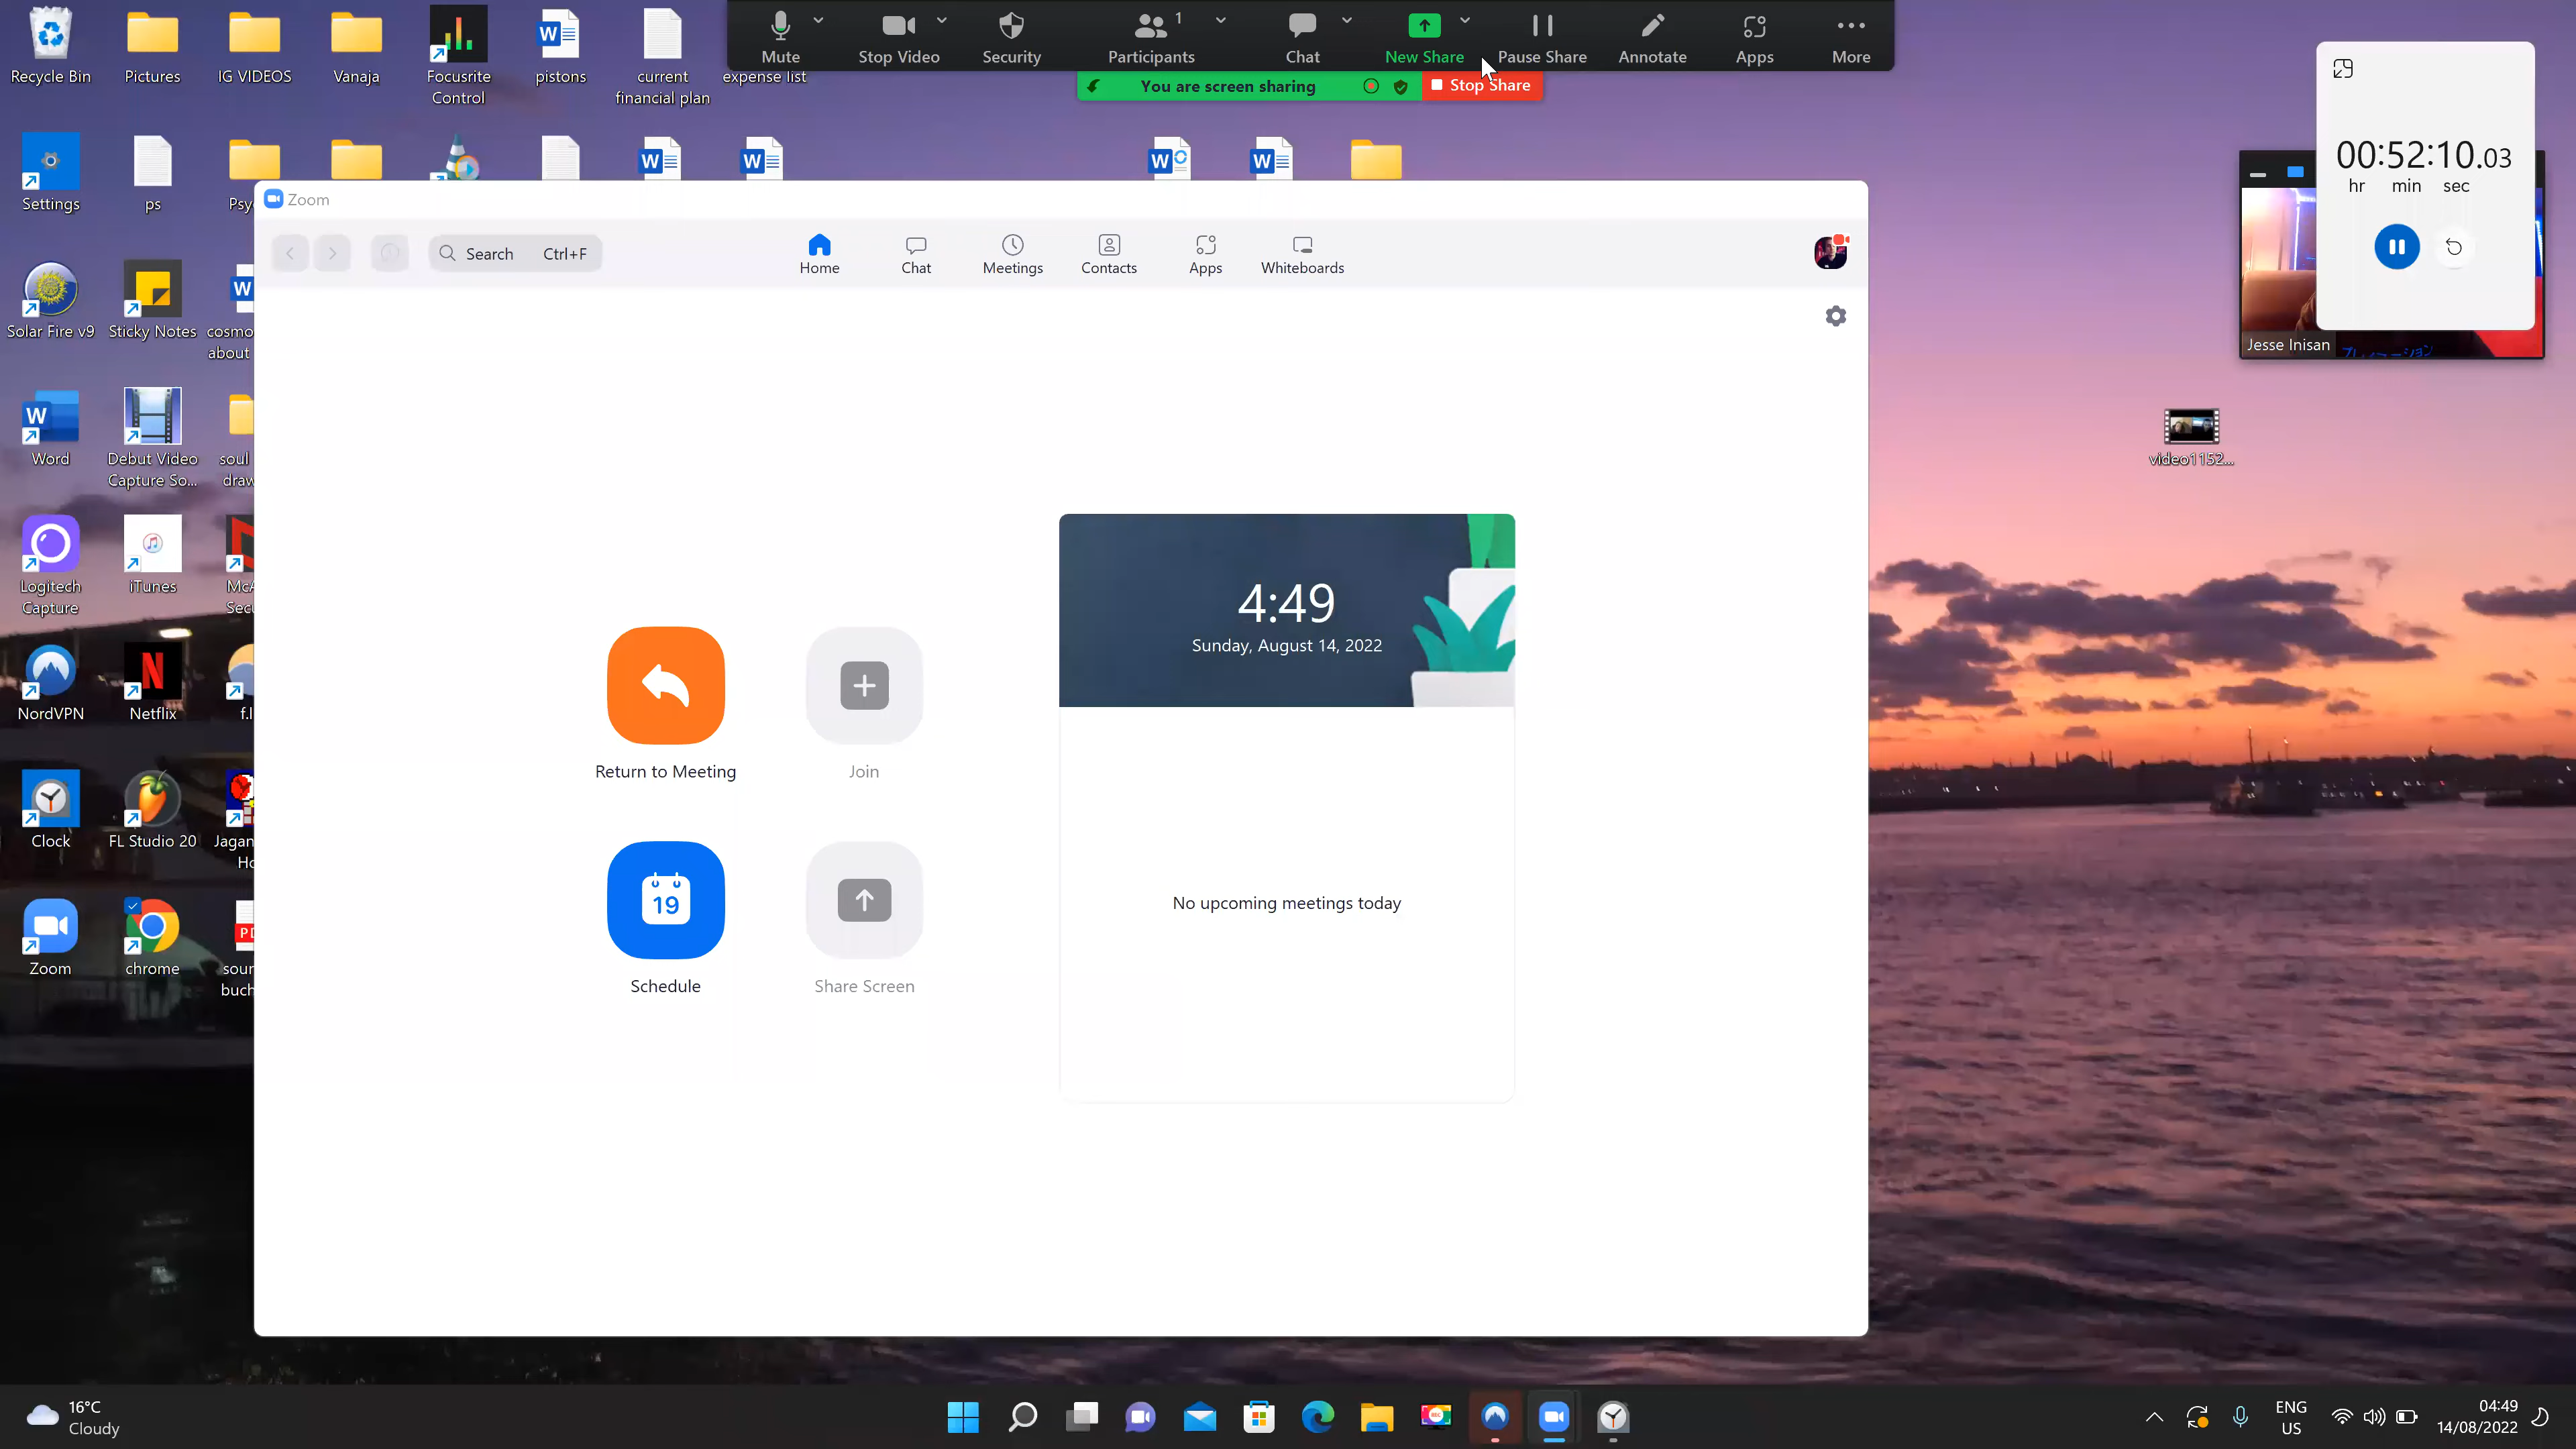 Mute
Stop Video
Security
Participants
1
Chat
New Share
Pause Share
Annotate
Apps
More
You are screen sharing
Stop Share
Recycle Bin
Pictures
IG VIDEOS
Vanaja
Focusrite
Control
pistons
current
financial plan
expense list
00:52:10.03
hr min sec
Jesse Inisan
Settings
ps
Psy
Zoom
Search Ctrl+F
Home
Chat
Meetings
Contacts
Apps
Whiteboards
Solar Fire v9
Sticky Notes
cosmo
about
Word
Debut Video
Capture So...
soul
draw
video1152...
Logitech
Capture
iTunes
McA
Secu
4:49
Sunday, August 14, 2022
NordVPN
Netflix
f.l
Return to Meeting
Join
Clock
FL Studio 20
Jagan
Ho
19
Schedule
Share Screen
No upcoming meetings today
Zoom
chrome
PD
sour
buch
16°C
Cloudy
ENG
US
04:49
14/08/2022